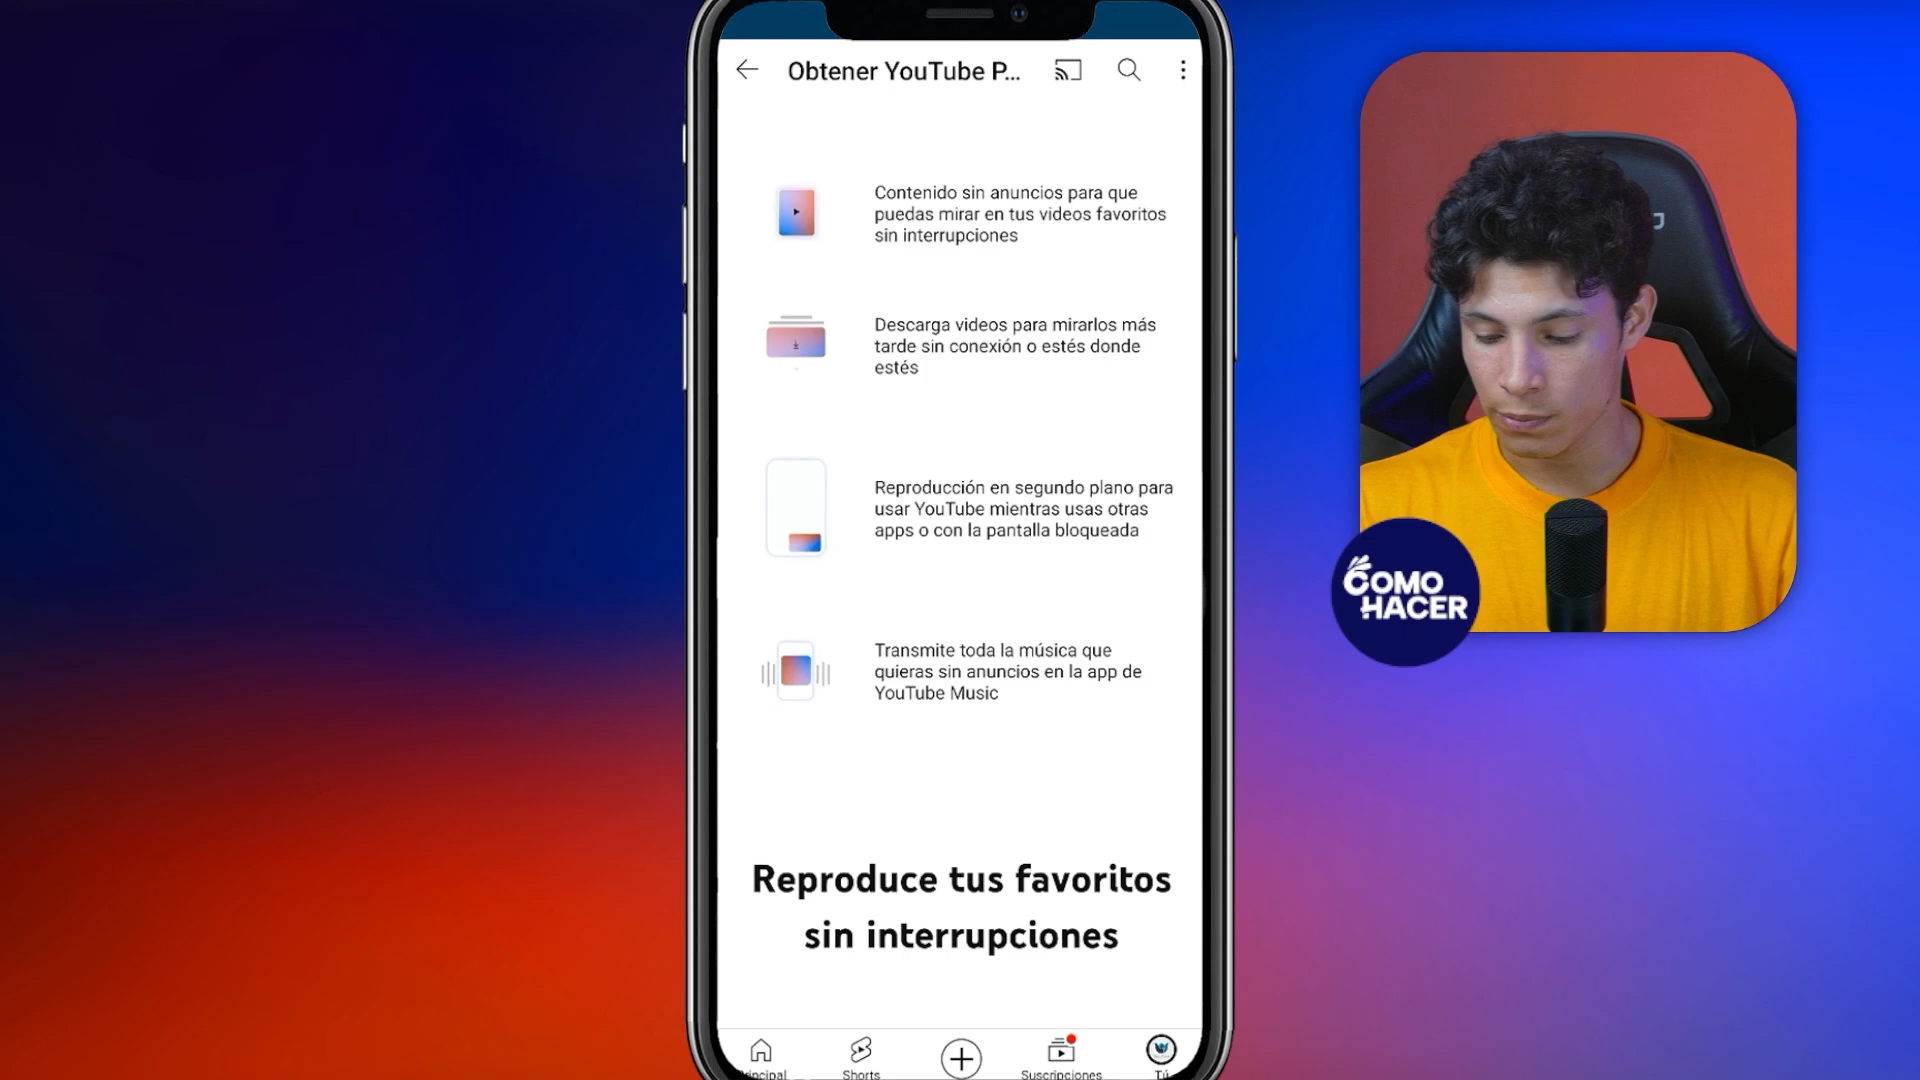 Obtener YouTube P...
Contenido sin anuncios para que
puedas mirar en tus videos favoritos
sin interrupciones
Descarga videos para mirarlos más
tarde sin conexión o estés donde
estés
Reproducción en segundo plano para
usar YouTube mientras usas otras
apps o con la pantalla bloqueada
Transmite toda la música que
quieras sin anuncios en la app de
YouTube Music
Reproduce tus favoritos
sin interrupciones
Shorts
Suscripciones
Tú
COMO
HACER